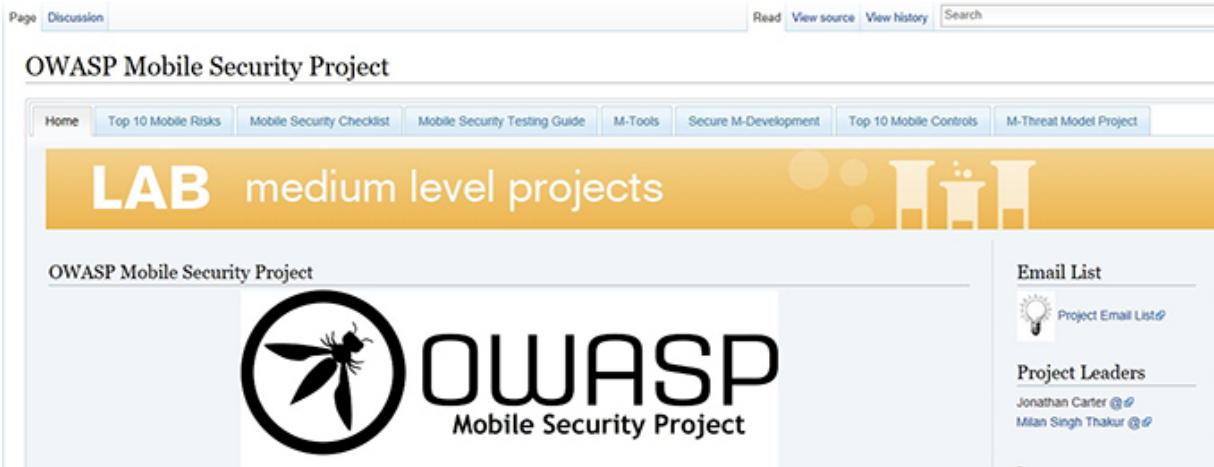 Page Discussion Read View source View history Search
OWASP Mobile Security Project
Home Top 10 Mobile Risks Mobile Security Checklist Mobile Security Testing Guide M-Tools Secure M-Development Top 10 Mobile Controls M-Threat Model Project
LAB medium level projects
OWASP Mobile Security Project
OWASP
Mobile Security Project
Email List
Project Email List
Project Leaders
Jonathan Carter @
Milan Singh Thakur @